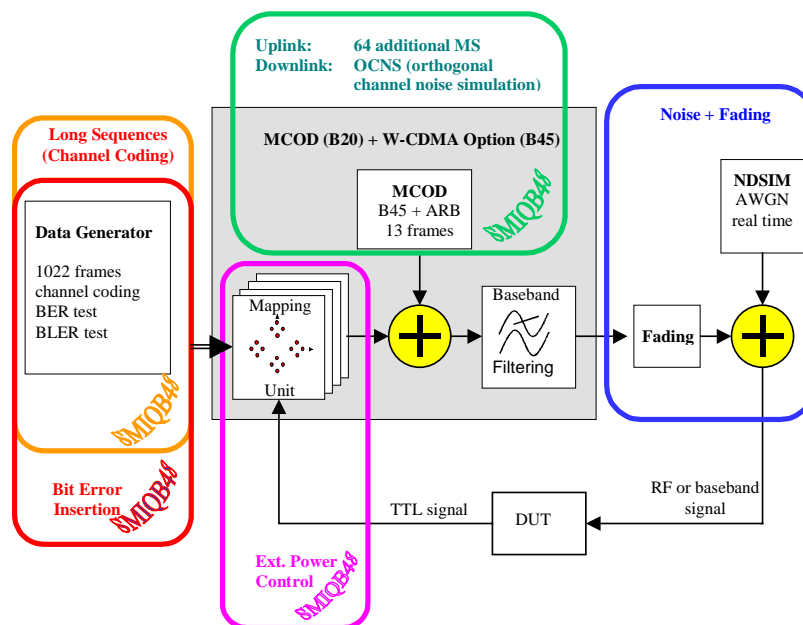 Uplink: 64 additional MS
Downlink: OCNS (orthogonal
channel noise simulation)
Long Sequences
(Channel Coding)
MCOD (B20) + W-CDMA Option (B45)
Noise + Fading
MCOD
B45 + ARB
13 frames
SMIQB48
NDSIM
AWGN
real time
Data Generator
1022 frames
channel coding
BER test
BLER test
SMIQB48
Mapping
Unit
Baseband
Filtering
Fading
Bit Error
Insertion
SMIQB48
Ext. Power
Control
SMIQB48
TTL signal
DUT
RF or baseband
signal